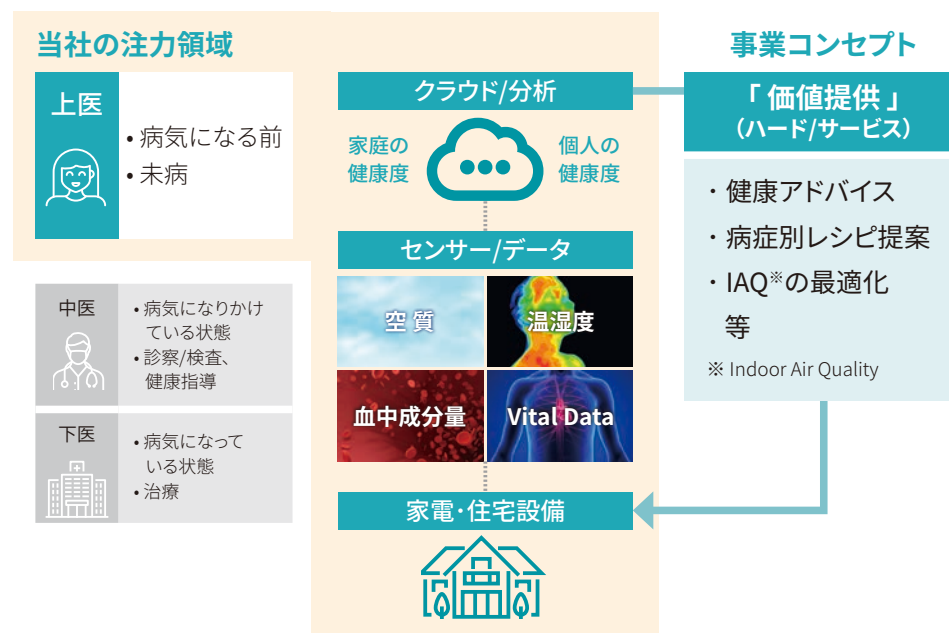 当社の注力領域
上医
• 病気になる前
• 未病
中医
• 病気になりかけ
ている状態
• 診察/検査、
健康指導
下医
• 病気になって
いる状態
• 治療
クラウド/分析
家庭の
健康度
個人の
健康度
センサー/データ
空質
温湿度
血中成分量
Vital Data
家電・住宅設備
事業コンセプト
「価値提供」
（ハード/サービス）
・健康アドバイス
・病症別レシピ提案
・IAQ※の最適化
等
※ Indoor Air Quality